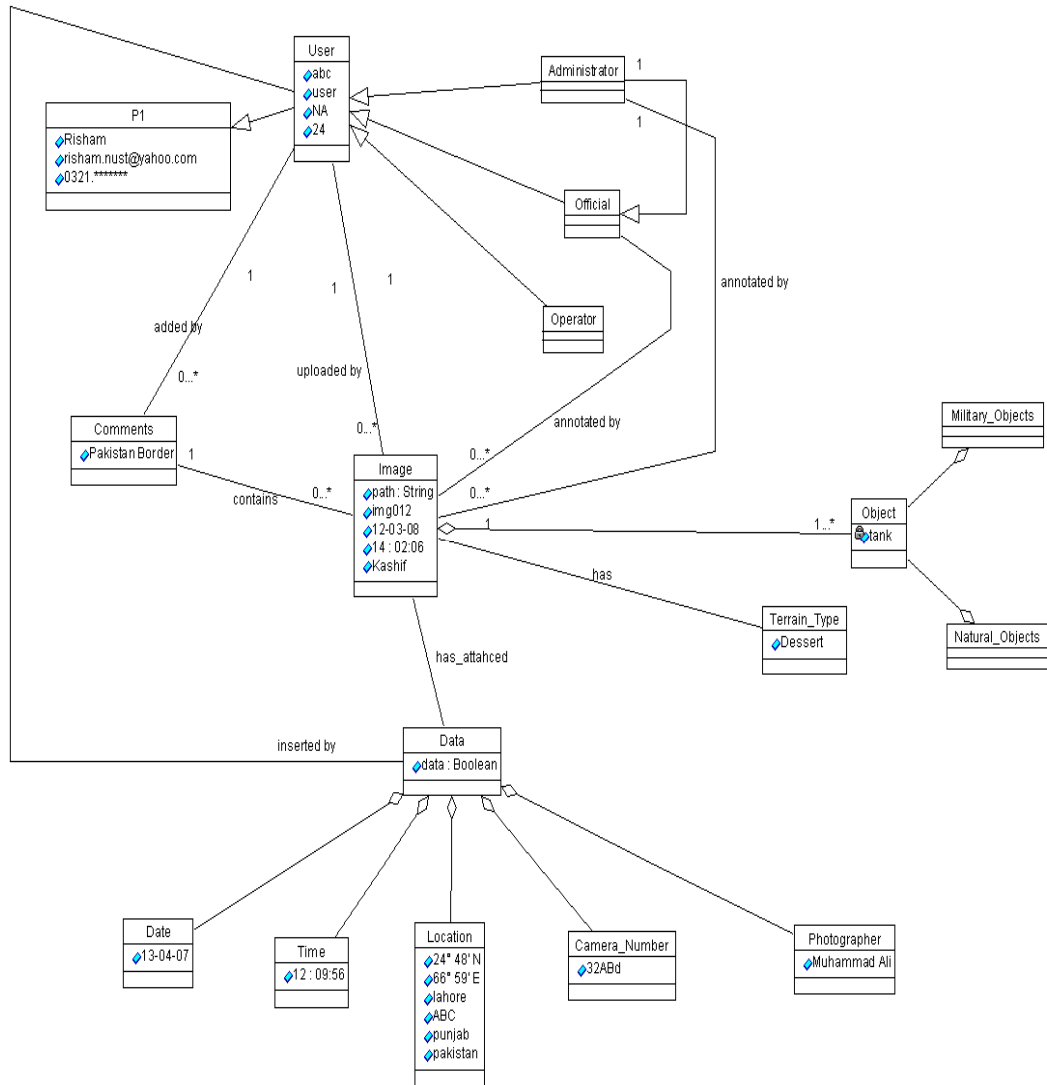 User
abc
user
NA
24
Administrator
1
1
P1
Risham
risham.nust@yahoo.com
0321.*******
Official
annotated by
1
1
1
added by
Operator
uploaded by
0...*
0...*
annotated by
Comments
Pakistan Border
1
contains
0...*
Image
path : String
img012
12-03-08
14 : 02:06
Kashif
0...*
0...*
1
1...*
Military_Objects
Object
tank
Natural_Objects
has
Terrain_Type
Dessert
has_attahced
inserted by
Data
data : Boolean
Date
13-04-07
Time
12 : 09:56
Location
24° 48' N
66° 59' E
lahore
ABC
punjab
pakistan
Camera_Number
32ABd
Photographer
Muhammad Ali